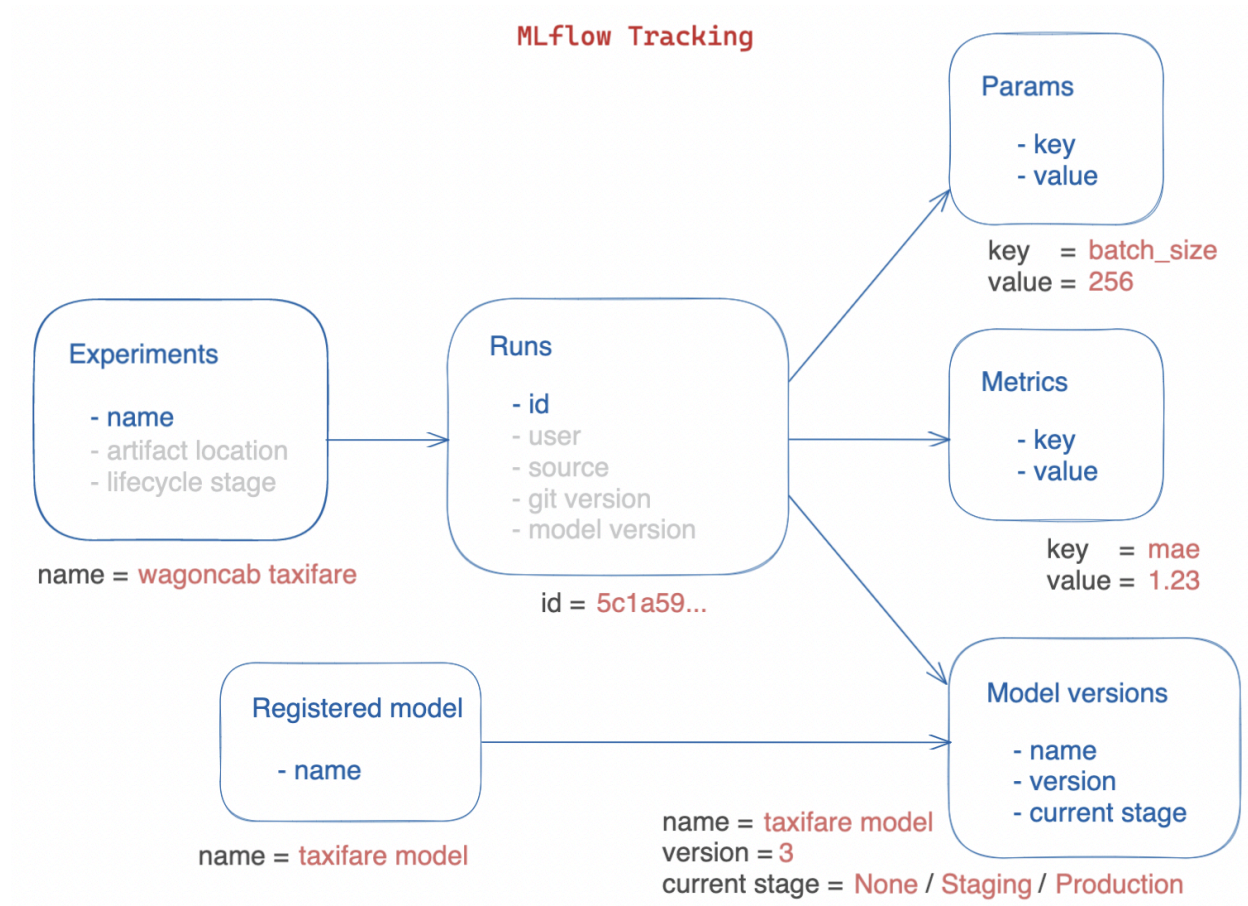 MLflow Tracking
Params
- key
- value
key = batch_size
value = 256
Experiments
- name
- artifact location
- lifecycle stage
name = wagoncab taxifare
Runs
- id
- user
- source
- git version
- model version
id = 5c1a59...
Metrics
- key
- value
key = mae
value = 1.23
Registered model
- name
name = taxifare model
Model versions
- name
- version
- current stage
name = taxifare model
version = 3
current stage = None / Staging / Production